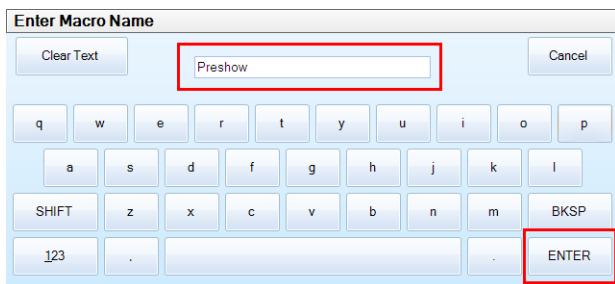 Enter Macro Name
Clear Text Preshow Cancel
q w e r t y u i o p
a s d f g h j k l
SHIFT z x c v b n m BKSP
123 . . ENTER